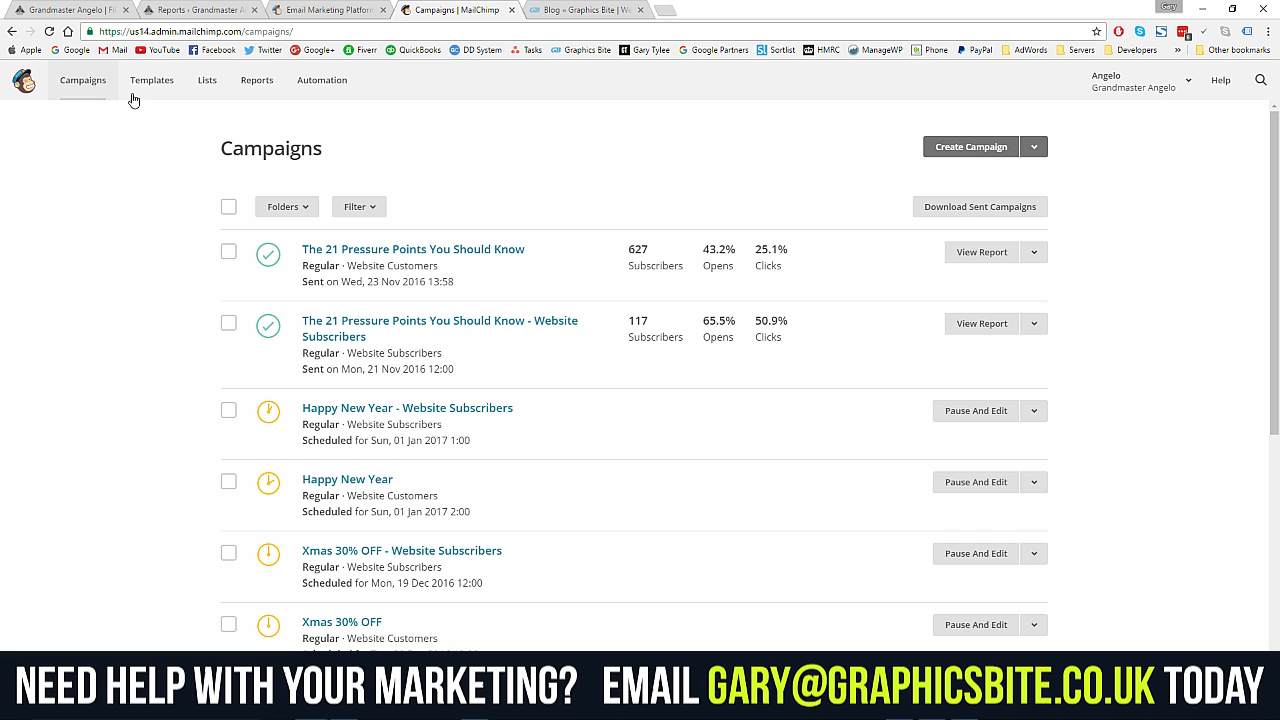 Grandmaster Angelo | Fi
Reports ‹ Grandmaster A
Email Marketing Platform
Campaigns | MailChimp
Blog » Graphics Bite | We
Gary
https://us14.admin.mailchimp.com/campaigns/
Apple
Google
Mail
YouTube
Facebook
Twitter
Google+
Fiverr
QuickBooks
DD System
Tasks
Graphics Bite
Gary Tylee
Google Partners
Sortlist
HMRC
ManageWP
Phone
PayPal
AdWords
Servers
Developers
»
Other bookmarks
Campaigns
Templates
Lists
Reports
Automation
Angelo
Grandmaster Angelo
Help
Campaigns
Create Campaign
Folders
Filter
Download Sent Campaigns
The 21 Pressure Points You Should Know
Regular · Website Customers
Sent on Wed, 23 Nov 2016 13:58
627
Subscribers
43.2%
Opens
25.1%
Clicks
View Report
The 21 Pressure Points You Should Know - Website
Subscribers
Regular · Website Subscribers
Sent on Mon, 21 Nov 2016 12:00
117
Subscribers
65.5%
Opens
50.9%
Clicks
View Report
Happy New Year - Website Subscribers
Regular · Website Subscribers
Scheduled for Sun, 01 Jan 2017 1:00
Pause And Edit
Happy New Year
Regular · Website Customers
Scheduled for Sun, 01 Jan 2017 2:00
Pause And Edit
Xmas 30% OFF - Website Subscribers
Regular · Website Subscribers
Scheduled for Mon, 19 Dec 2016 12:00
Pause And Edit
Xmas 30% OFF
Regular · Website Customers
Pause And Edit
NEED HELP WITH YOUR MARKETING? EMAIL GARY@GRAPHICSBITE.CO.UK TODAY